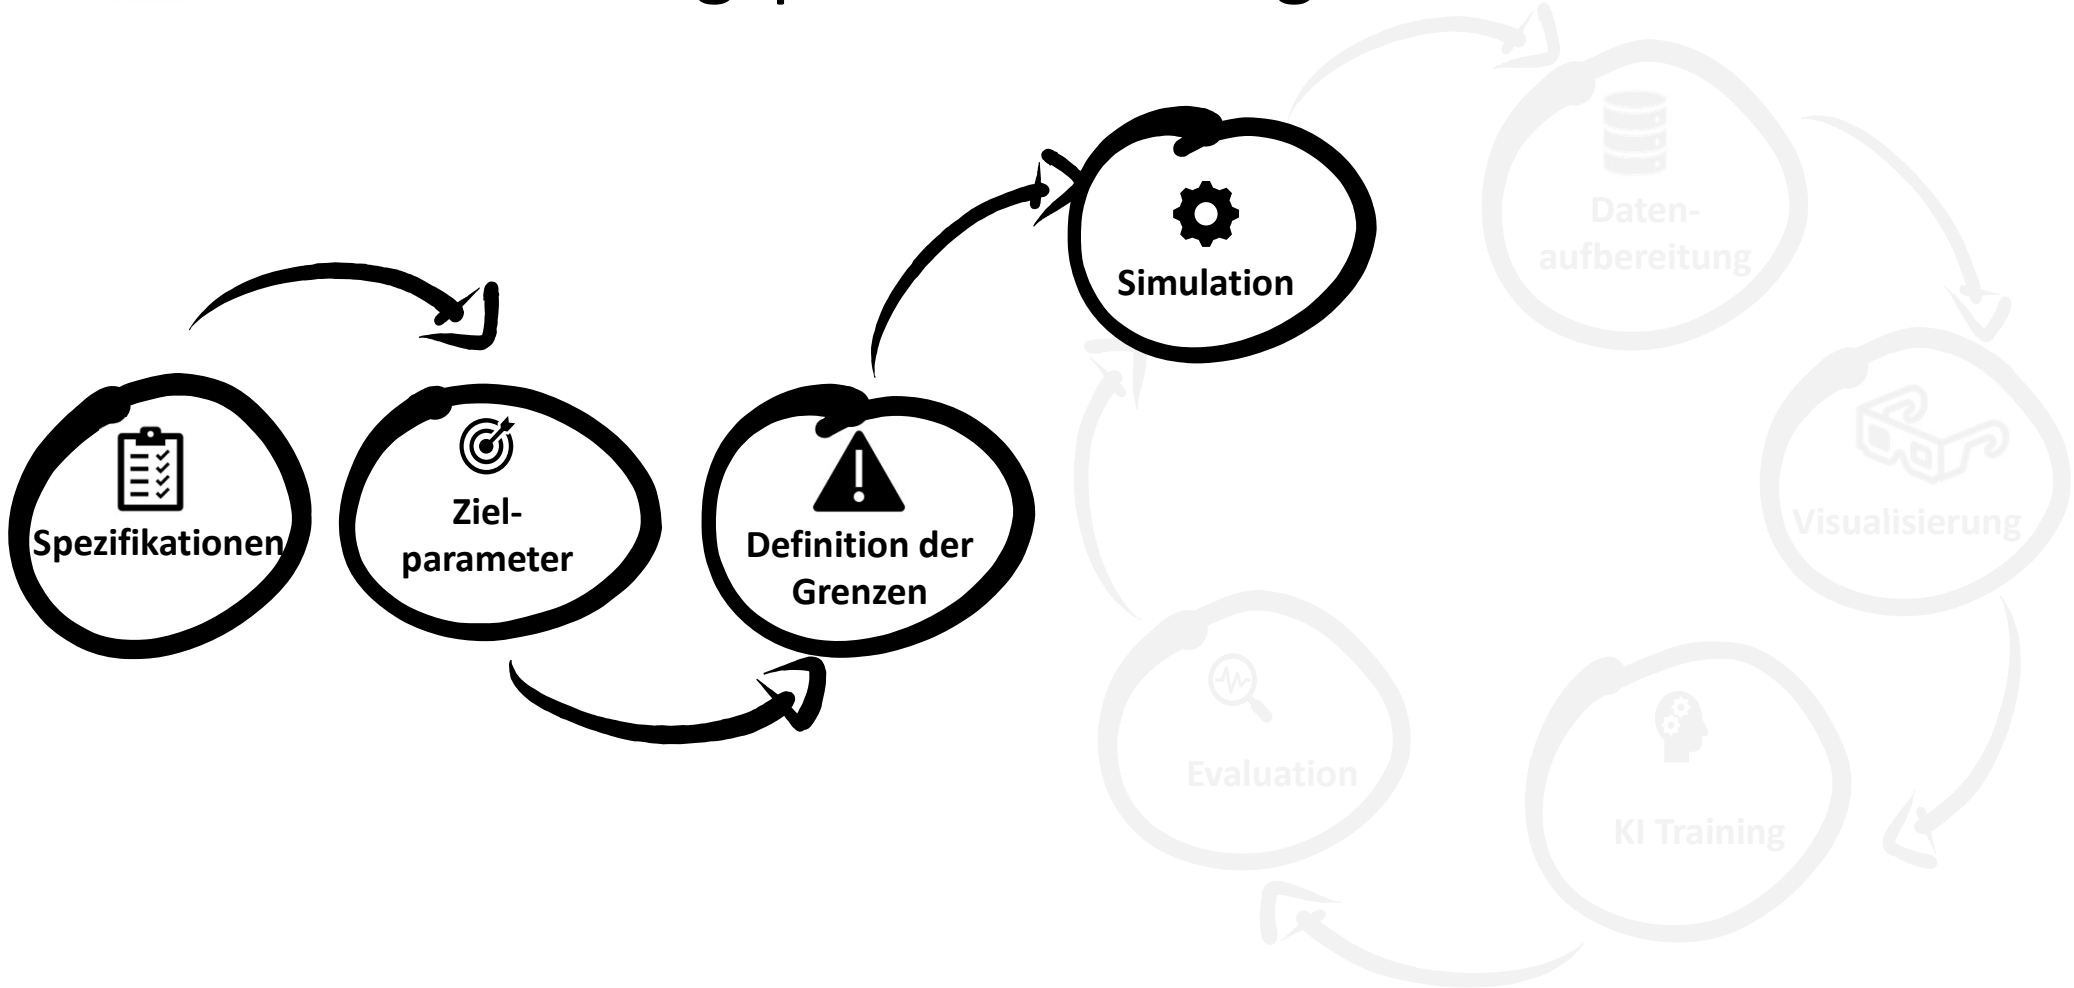 Spezifikationen
Ziel-
parameter
Definition der
Grenzen
Simulation
Daten-
aufbereitung
Visualisierung
KI Training
Evaluation